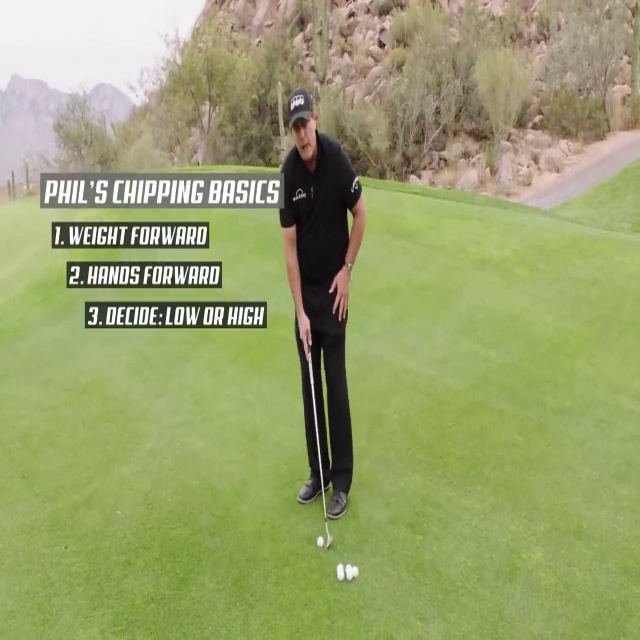 PHIL'S CHIPPING BASICS
1. WEIGHT FORWARD
2. HANDS FORWARD
3. DECIDE: LOW OR HIGH